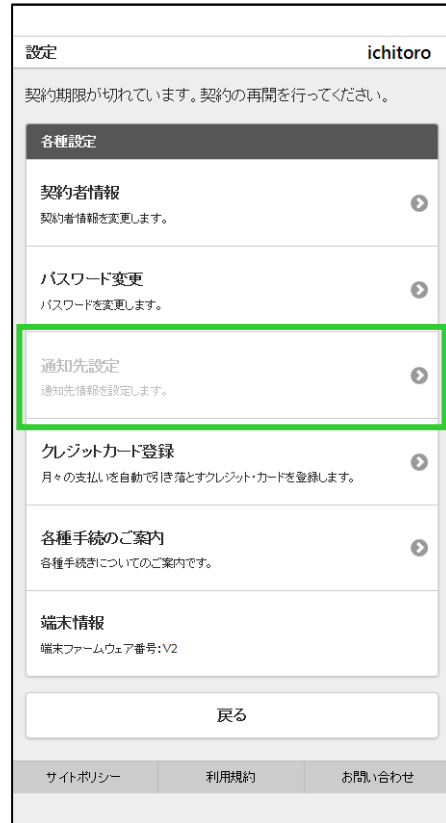 設定 ichitoro
契約期限が切れています。契約の再開を行ってください。
各種設定
契約者情報
契約者情報を変更します。
パスワード変更
パスワードを変更します。
通知先設定
通知先情報を設定します。
クレジットカード登録
月々の支払いを自動で引き落とすクレジット・カードを登録します。
各種手続のご案内
各種手続きについてのご案内です。
端末情報
端末ファームウェア番号:V2
戻る
サイトポリシー 利用規約 お問い合わせ